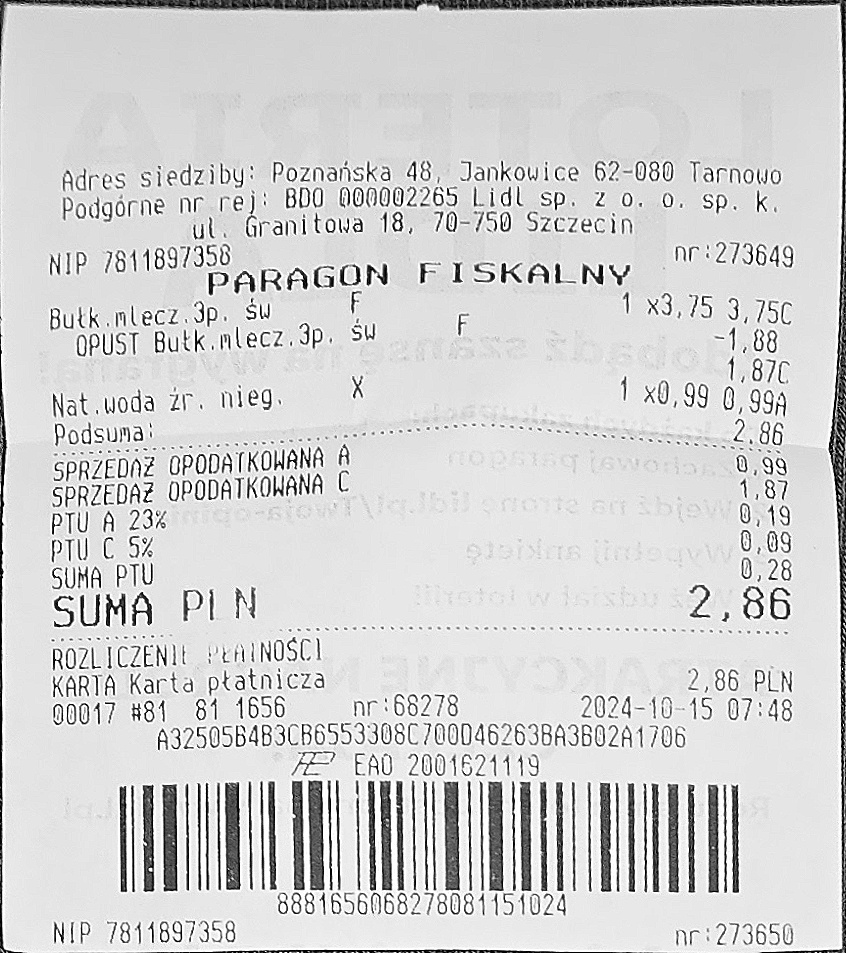 Adres siedziby: Poznańska 48, Jankowice 62-080 Tarnowo
Podgórne nr rej: BDO 000002265 Lidl sp. z o. o. sp. k.
ul. Granitowa 18, 70-750 Szczecin
NIP 7811897358 nr:273649
PARAGON FISKALNY
Bułk.mlecz.3p. św F 1 x3,75 3,75C
OPUST Bułk.mlecz.3p. św F -1,88
1,87C
Nat.woda źr. nieg. X 1 x0,99 0,99A
Podsuma: 2,86
SPRZEDAŻ OPODATKOWANA A 0,99
SPRZEDAŻ OPODATKOWANA C 1,87
PTU A 23% 0,19
PTU C 5% 0,09
SUMA PTU 0,28
SUMA PLN 2,86
ROZLICZENIE PŁATNOŚCI
KARTA Karta płatnicza 2,86 PLN
00017 #81 81 1656 nr:68278 2024-10-15 07:48
A32505B4B3CB6553308C700D46263BA3B02A1706
EAO 2001621119
8881656068278081151024
NIP 7811897358 nr:273650